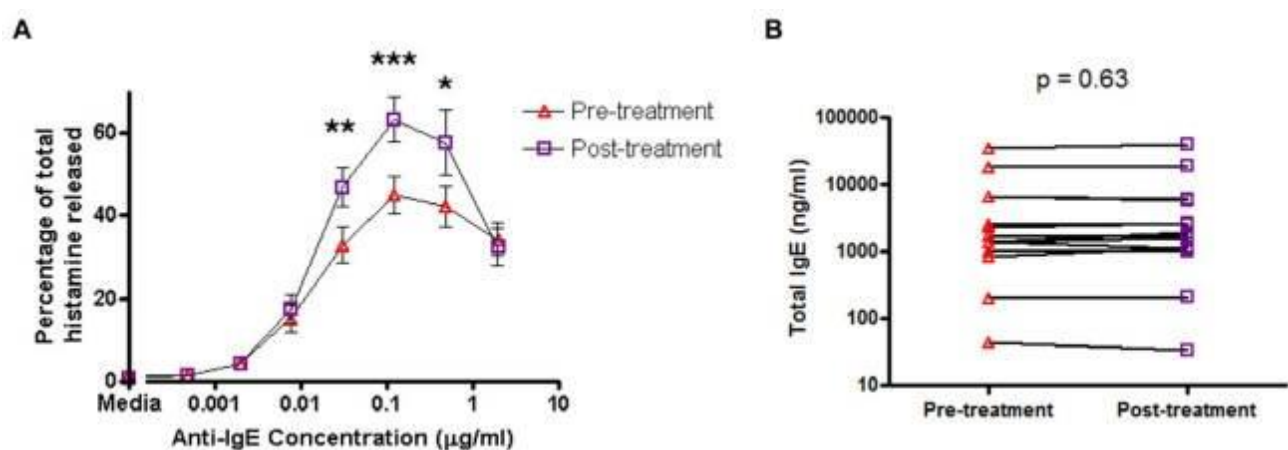 A
B
***
*
**
Pre-treatment
Post-treatment
p = 0.63
Percentage of total
histamine released
60
40
20
0
Media
0.001
0.01
0.1
1
10
Anti-IgE Concentration (µg/ml)
Total IgE (ng/ml)
100000
10000
1000
100
10
Pre-treatment
Post-treatment